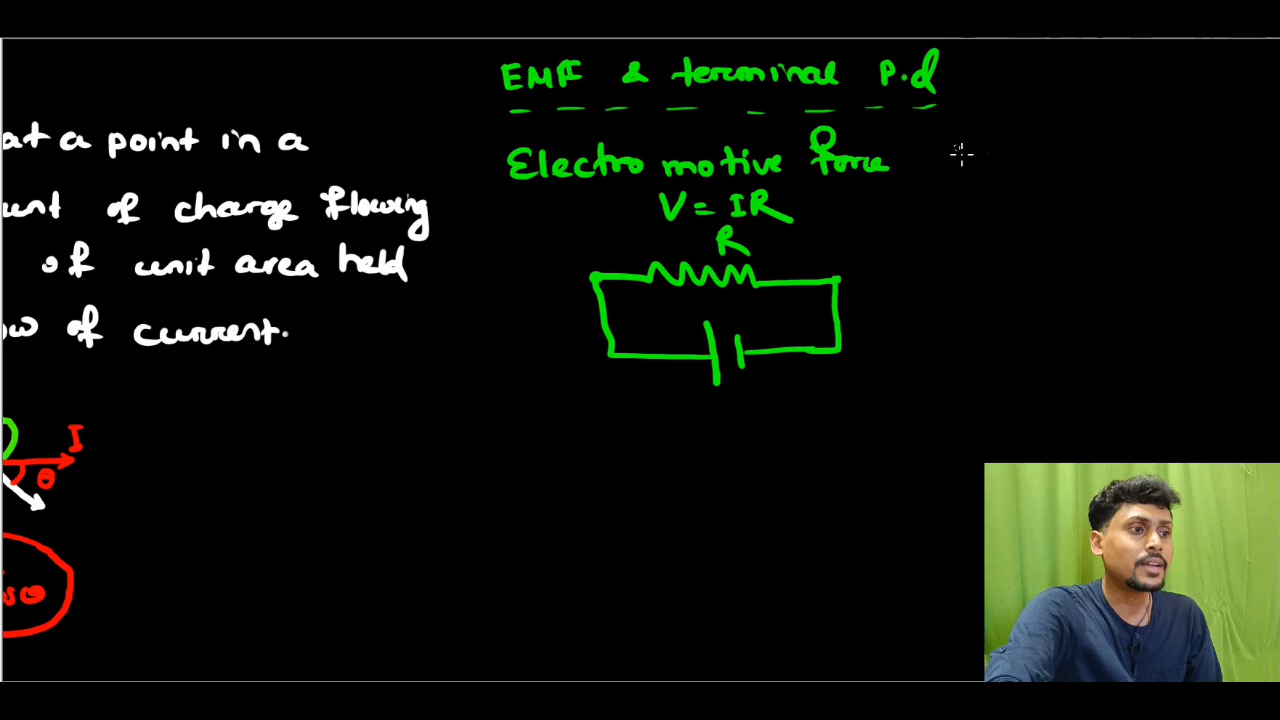 at a point in a
unt of charge flowing
of unit area held
ow of current.
I
θ
sθ
EMF & terminal P.d
Electro motive force
V = IR
R